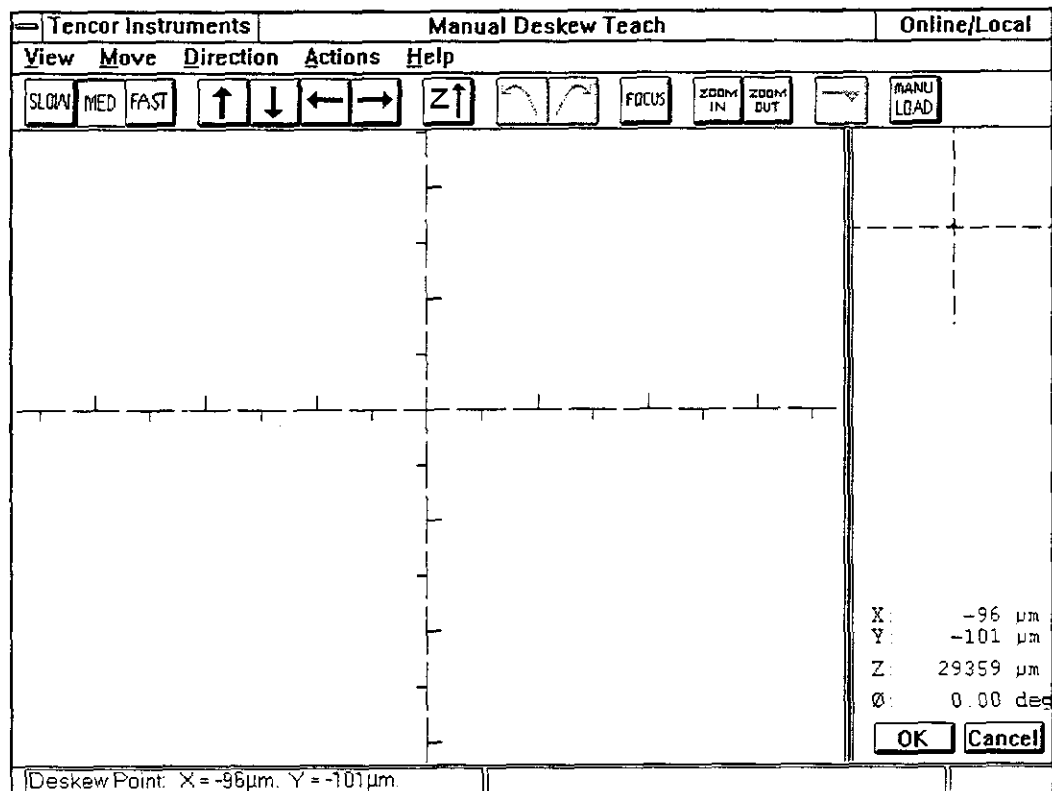 Tencor Instruments Manual Deskew Teach Online/Local
View Move Direction Actions Help
SLOW MED FAST Z FOCUS ZOOM IN ZOOM OUT MANU LOAD
X: -96 µm
Y: -101 µm
Z: 29359 µm
Ø: 0.00 deg
OK Cancel
Deskew Point: X = -96µm. Y = -101µm.